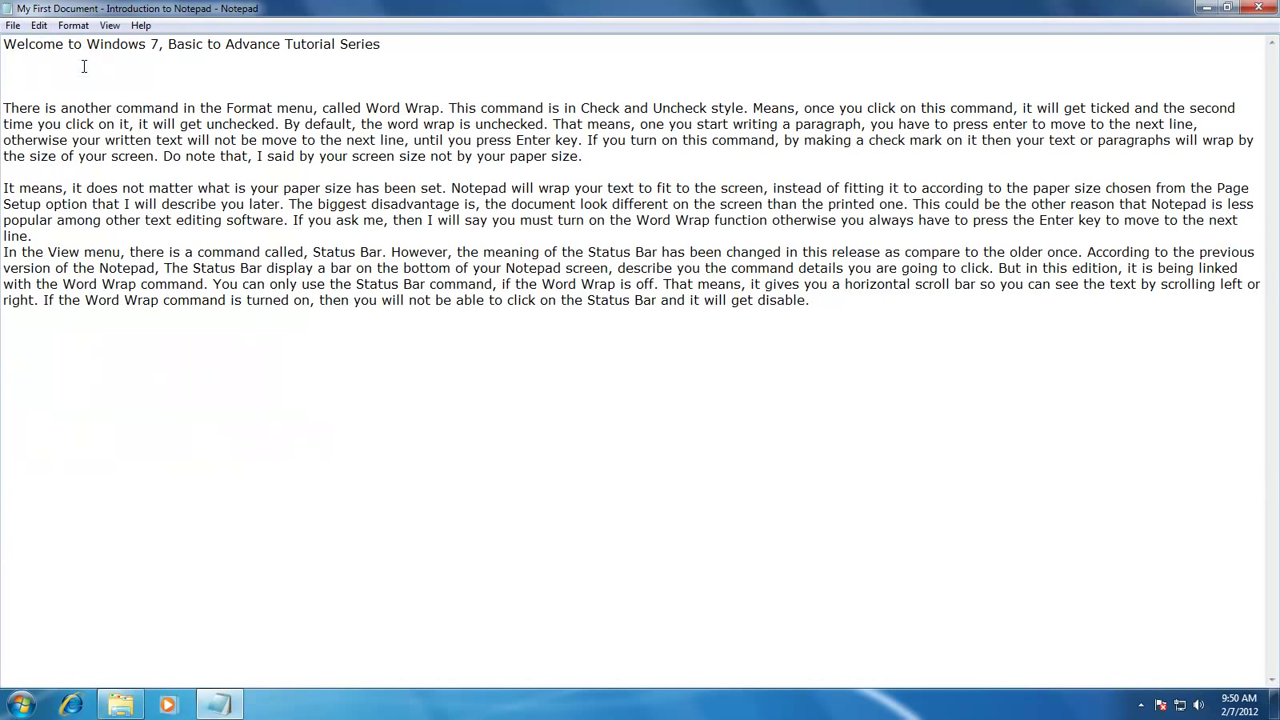 My First Document - Introduction to Notepad - Notepad
File Edit Format View Help
Welcome to Windows 7, Basic to Advance Tutorial Series
There is another command in the Format menu, called Word Wrap. This command is in Check and Uncheck style. Means, once you click on this command, it will get ticked and the second
time you click on it, it will get unchecked. By default, the word wrap is unchecked. That means, one you start writing a paragraph, you have to press enter to move to the next line,
otherwise your written text will not be move to the next line, until you press Enter key. If you turn on this command, by making a check mark on it then your text or paragraphs will wrap by
the size of your screen. Do note that, I said by your screen size not by your paper size.
It means, it does not matter what is your paper size has been set. Notepad will wrap your text to fit to the screen, instead of fitting it to according to the paper size chosen from the Page
Setup option that I will describe you later. The biggest disadvantage is, the document look different on the screen than the printed one. This could be the other reason that Notepad is less
popular among other text editing software. If you ask me, then I will say you must turn on the Word Wrap function otherwise you always have to press the Enter key to move to the next
line.
In the View menu, there is a command called, Status Bar. However, the meaning of the Status Bar has been changed in this release as compare to the older once. According to the previous
version of the Notepad, The Status Bar display a bar on the bottom of your Notepad screen, describe you the command details you are going to click. But in this edition, it is being linked
with the Word Wrap command. You can only use the Status Bar command, if the Word Wrap is off. That means, it gives you a horizontal scroll bar so you can see the text by scrolling left or
right. If the Word Wrap command is turned on, then you will not be able to click on the Status Bar and it will get disable.
9:50 AM
2/7/2012